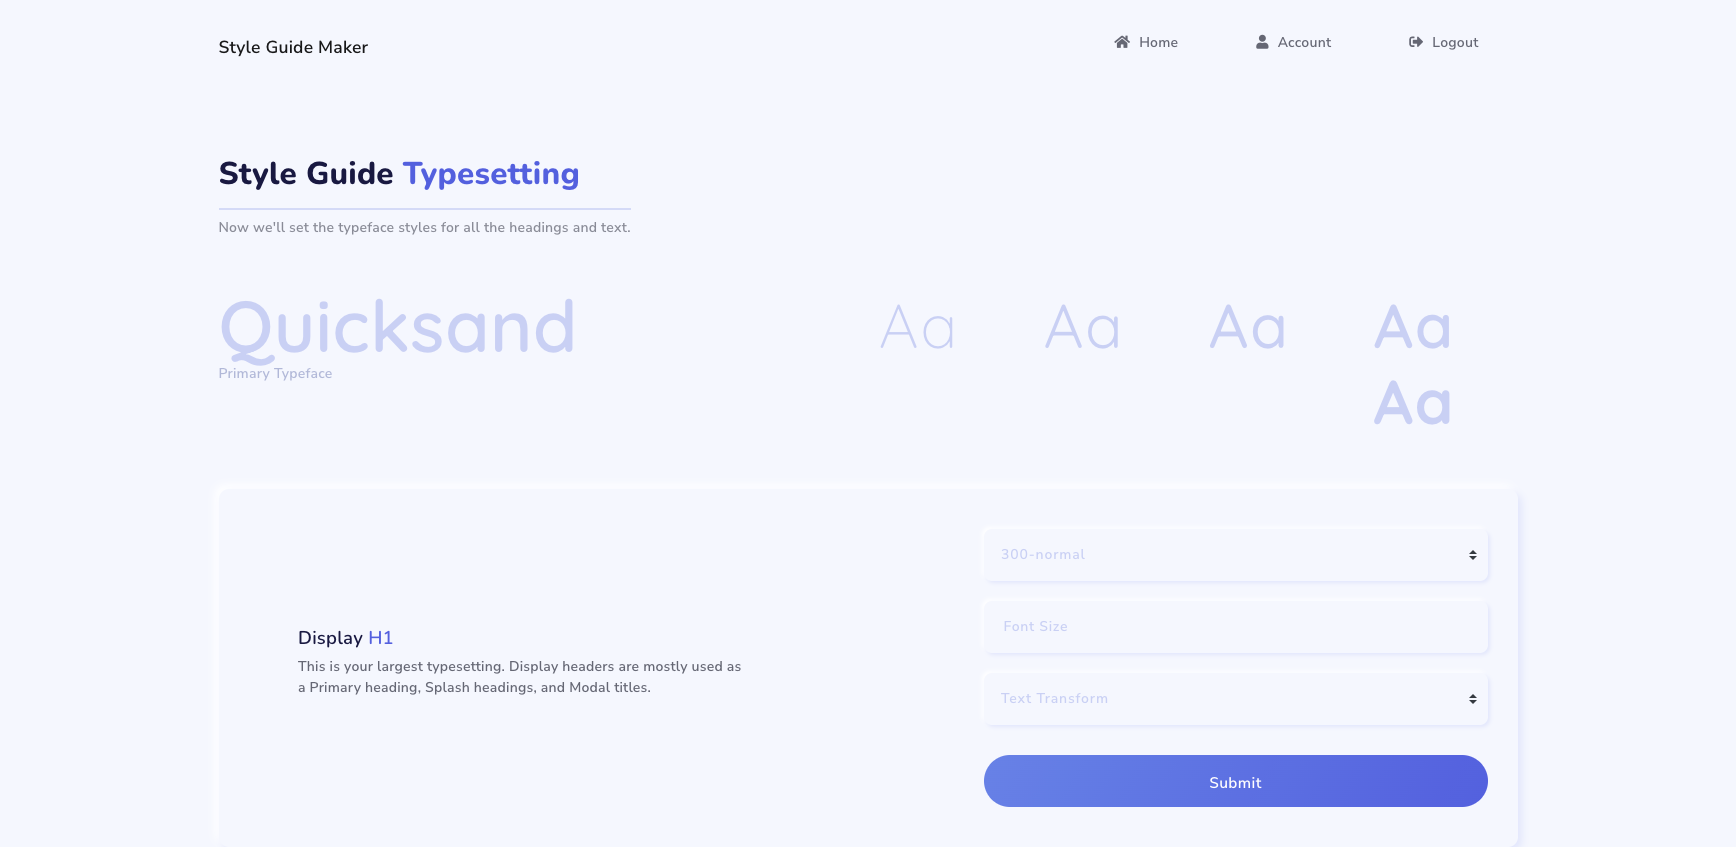 Style Guide Maker
Home
Account
Logout
Style Guide Typesetting
Now we'll set the typeface styles for all the headings and text.
Quicksand
Primary Typeface
Aa
Aa
Aa
Aa
Aa
Display H1
This is your largest typesetting. Display headers are mostly used as
a Primary heading, Splash headings, and Modal titles.
300-normal
Font Size
Text Transform
Submit